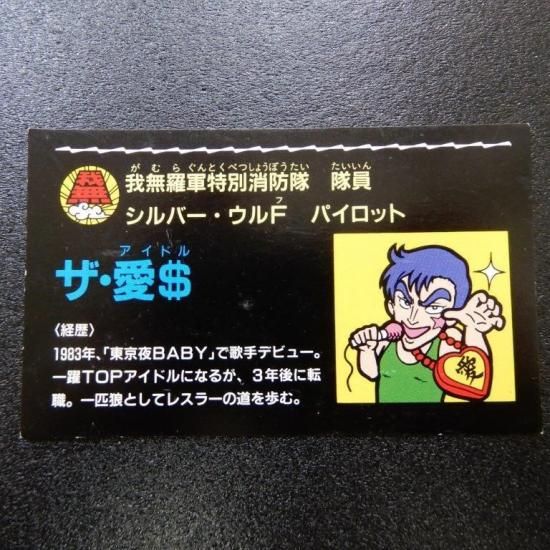 がむらぐんとくべつしょうぼうたい たいいん
我無羅軍特別消防隊 隊員
我無
フ
シルバー・ウルF パイロット
アイドル
ザ・愛$
〈経歴〉
1983年、「東京夜BABY」で歌手デビュー。
一躍TOPアイドルになるが、3年後に転
職。一匹狼としてレスラーの道を歩む。
羅